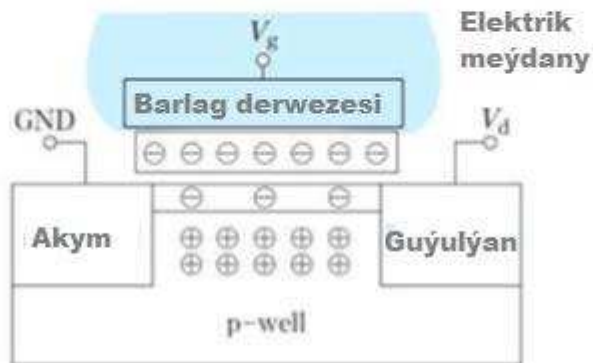 Elektrik
meýdany
V_g
Barlag derwezesi
GND
V_d
Akym
Guýulýan
p-well